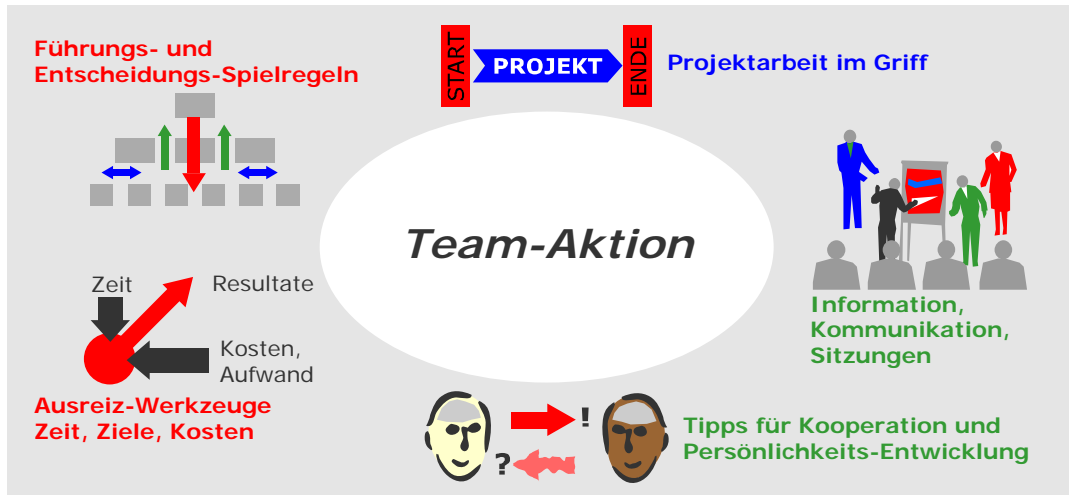 Führungs- und
Entscheidungs-Spielregeln
START
PROJEKT
ENDE
Projektarbeit im Griff
Team-Aktion
Zeit
Resultate
Kosten,
Aufwand
Ausreiz-Werkzeuge
Zeit, Ziele, Kosten
Information,
Kommunikation,
Sitzungen
!
?
Tipps für Kooperation und
Persönlichkeits-Entwicklung